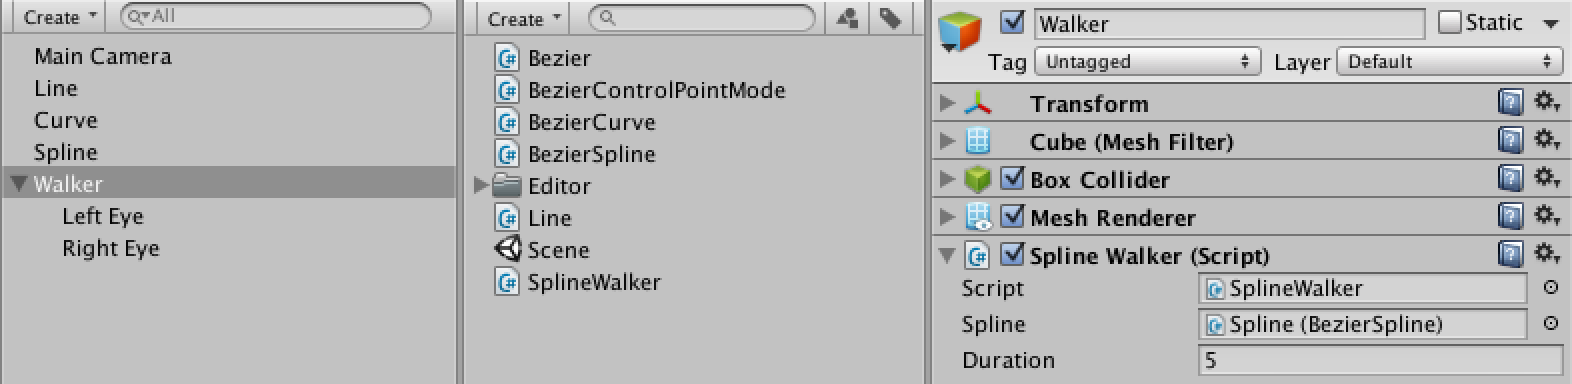 Create
All
Main Camera
Line
Curve
Spline
Walker
Left Eye
Right Eye
Create
C# Bezier
C# BezierControlPointMode
C# BezierCurve
C# BezierSpline
Editor
C# Line
Scene
C# SplineWalker
Walker Static
Tag Untagged Layer Default
Transform ?
Cube (Mesh Filter) ?
Box Collider ?
Mesh Renderer ?
C# Spline Walker (Script) ?
Script C# SplineWalker
Spline C# Spline (BezierSpline)
Duration 5